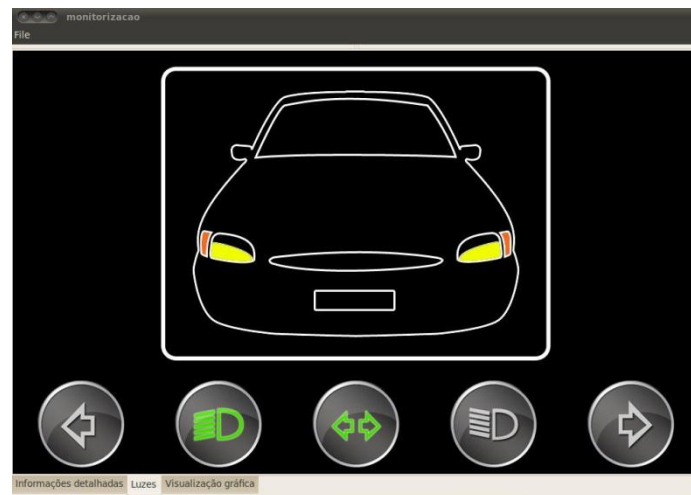 monitorizacao
File
Informações detalhadas Luzes Visualização gráfica